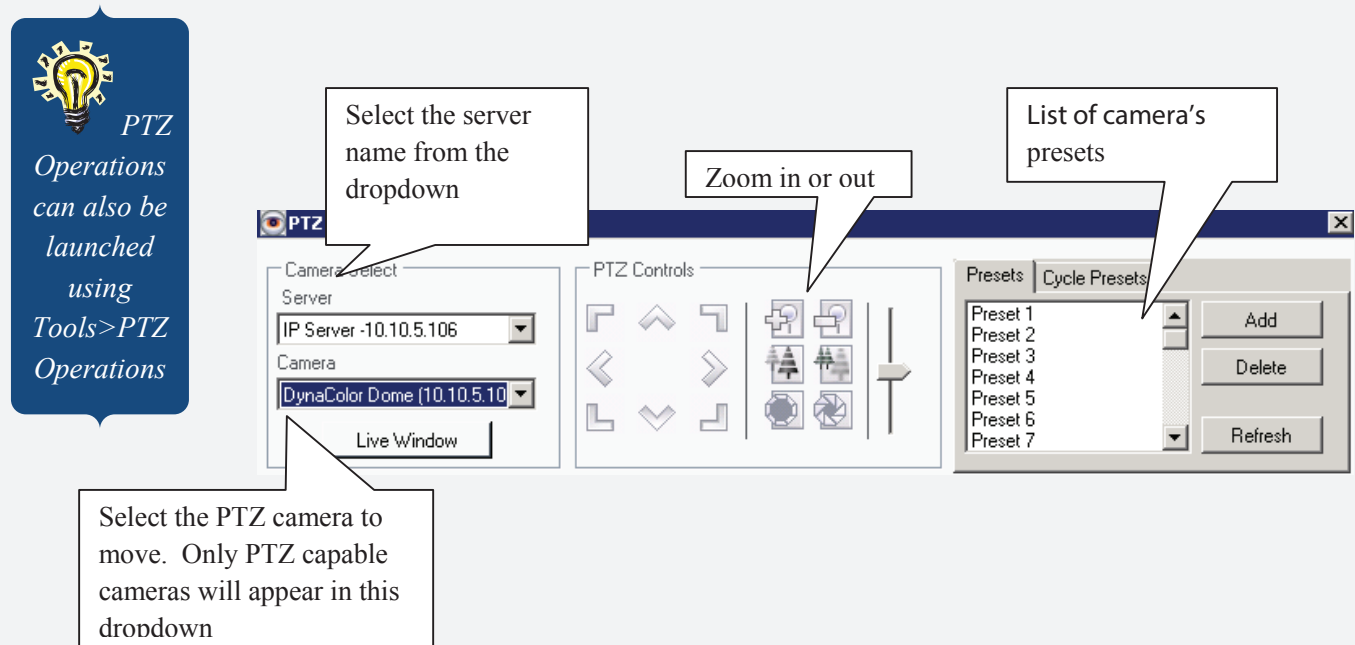 PTZ
Operations
can also be
launched
using
Tools>PTZ
Operations
Select the server
name from the
dropdown
Zoom in or out
List of camera's
presets
PTZ
Camera Select
Server
IP Server -10.10.5.106
Camera
DynaColor Dome (10.10.5.10
Live Window
PTZ Controls
Presets
Cycle Presets
Preset 1
Preset 2
Preset 3
Preset 4
Preset 5
Preset 6
Preset 7
Add
Delete
Refresh
Select the PTZ camera to
move. Only PTZ capable
cameras will appear in this
dropdown